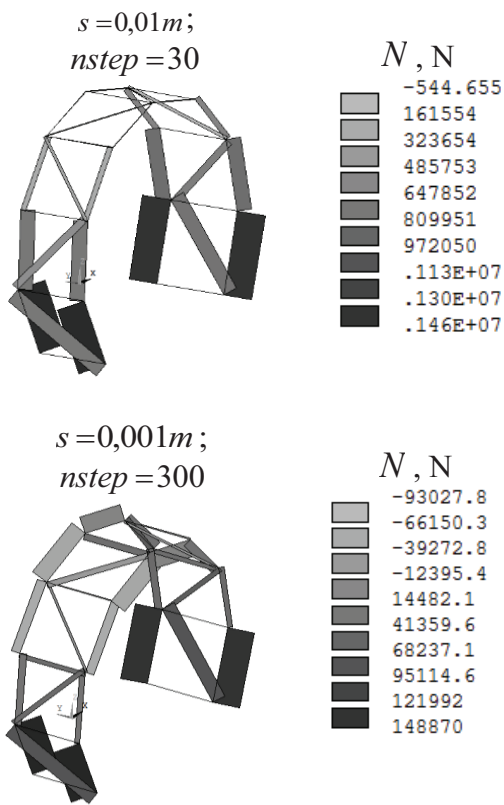 s=0,01m;
nstep=30
N, N
-544.655
161554
323654
485753
647852
809951
972050
.113E+07
.130E+07
.146E+07
Y X
s=0,001m;
nstep=300
N, N
-93027.8
-66150.3
-39272.8
-12395.4
14482.1
41359.6
68237.1
95114.6
121992
148870
Y X